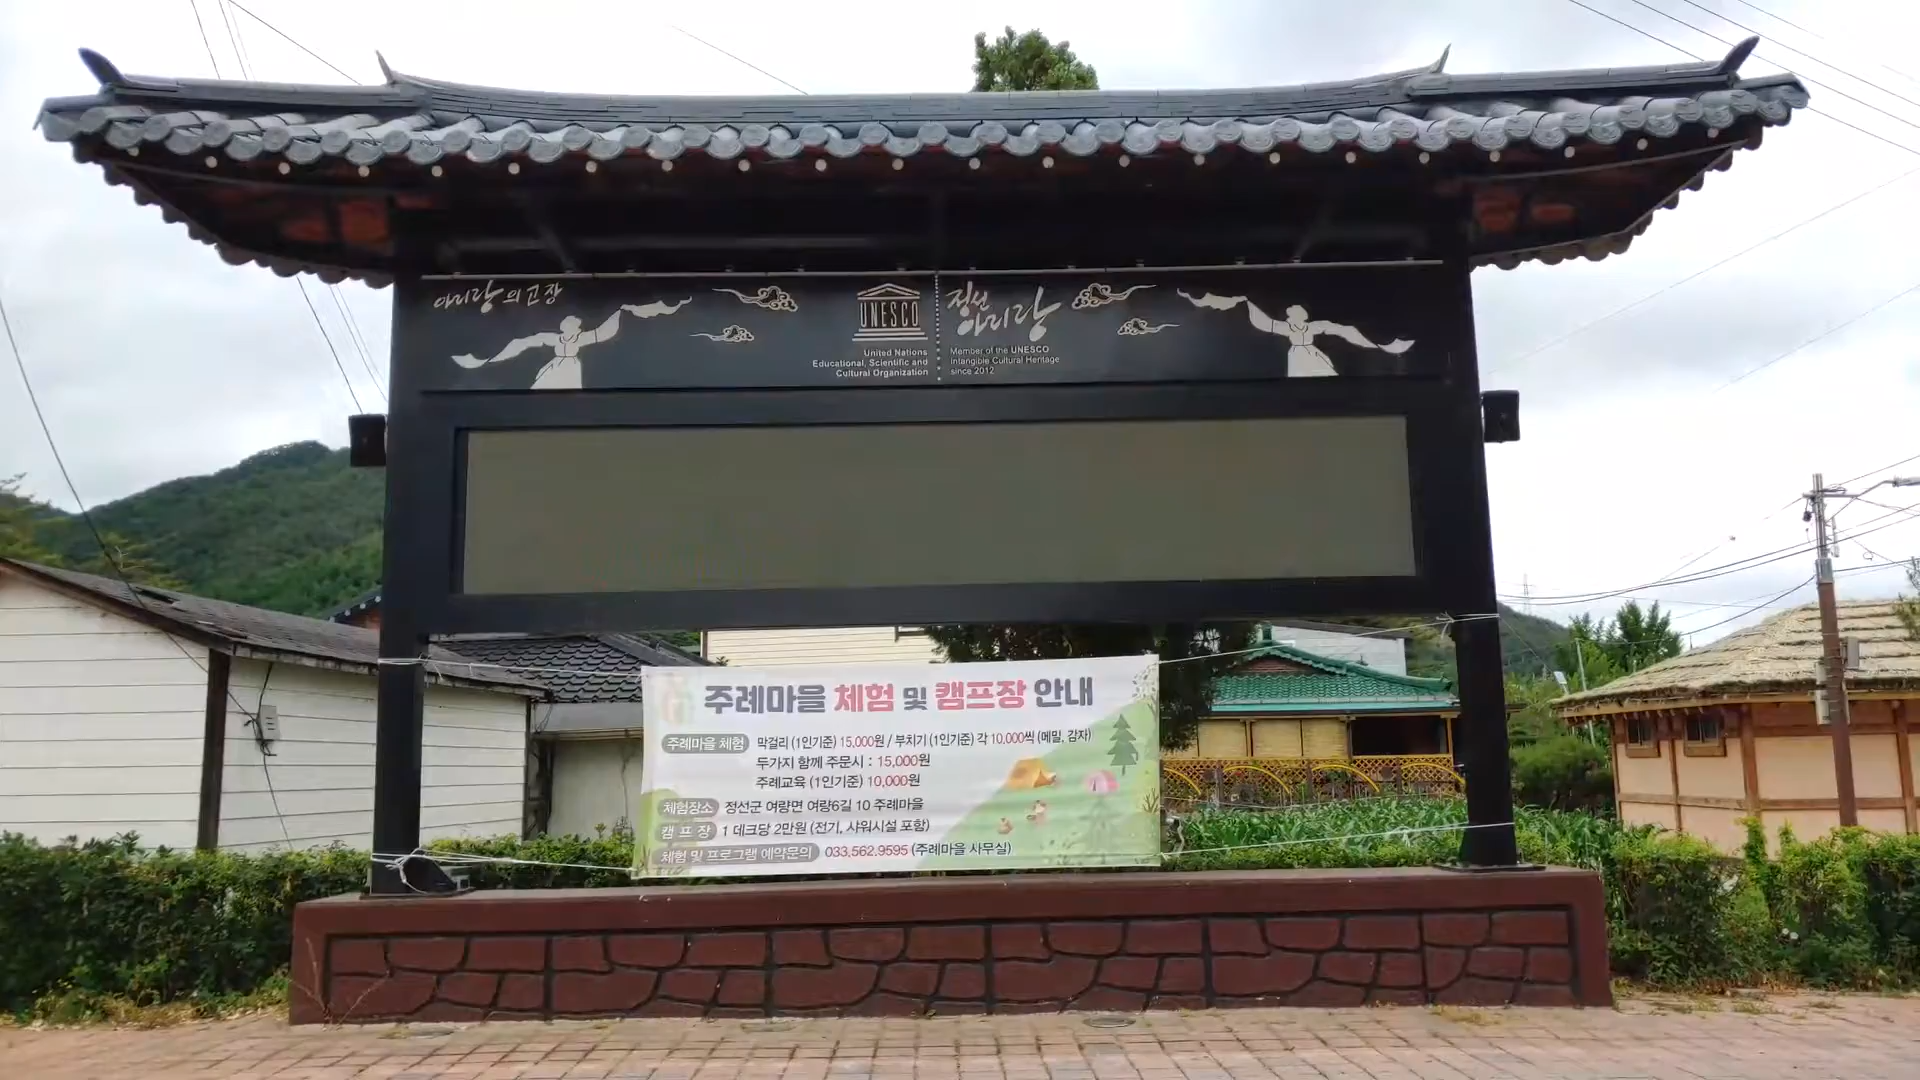 아리랑의 고장
UNESCO
United Nations
Educational, Scientific and
Cultural Organization
정선
아리랑
Member of the UNESCO
Intangible Cultural Heritage
since 2012
주례마을 체험 및 캠프장 안내
주례마을 체험 막걸리 (1인기준) 15,000원 / 부치기 (1인기준) 각 10,000씩 (메밀, 감자)
두가지 함께 주문시 : 15,000원
주례교육 (1인기준) 10,000원
체험장소 정선군 여량면 여량6길 10 주례마을
캠프장 1 데크당 2만원 (전기, 샤워시설 포함)
체험 및 프로그램 예약문의 033.562.9595 (주례마을 사무실)